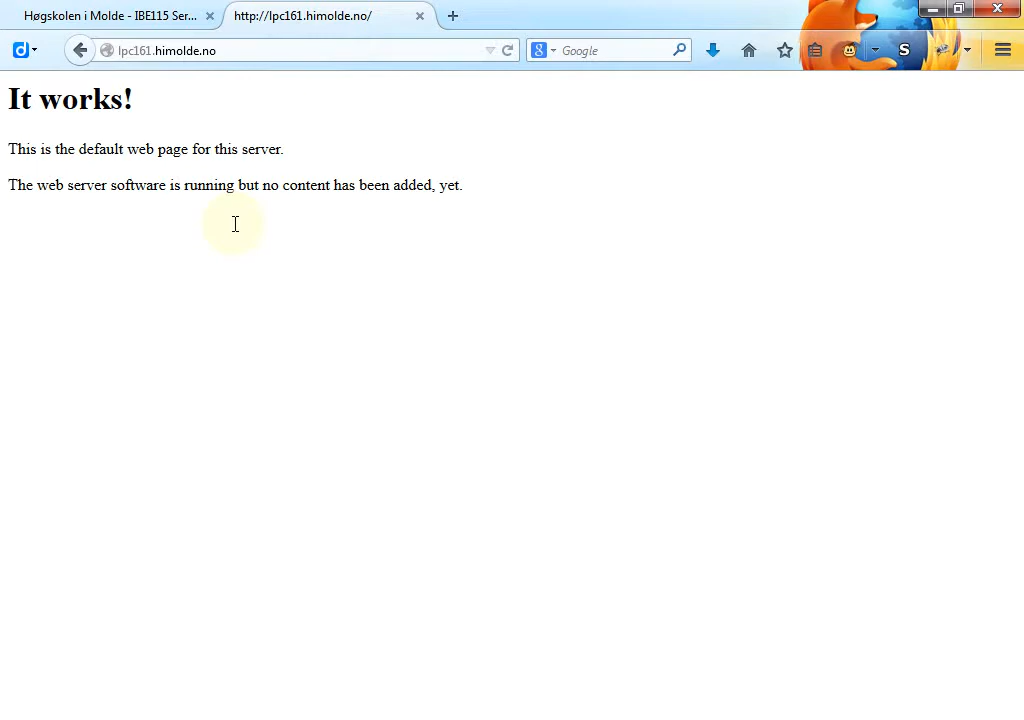 Høgskolen i Molde - IBE115 Ser...
http://lpc161.himolde.no/
lpc161.himolde.no
Google
It works!
This is the default web page for this server.
The web server software is running but no content has been added, yet.